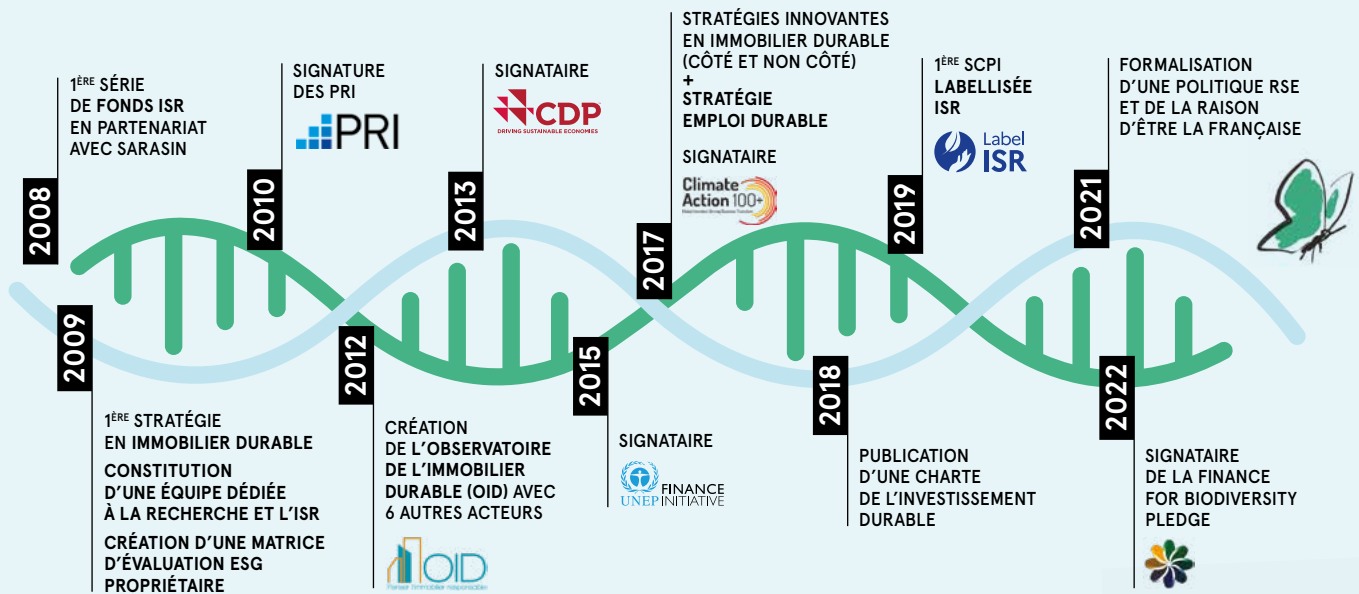 2008
1ÈRE SÉRIE
DE FONDS ISR
EN PARTENARIAT
AVEC SARASIN
2009
1ÈRE STRATÉGIE
EN IMMOBILIER DURABLE
CONSTITUTION
D'UNE ÉQUIPE DÉDIÉE
À LA RECHERCHE ET L'ISR
CRÉATION D'UNE MATRICE
D'ÉVALUATION ESG
PROPRIÉTAIRE
2010
SIGNATURE
DES PRI
PRI
2012
CRÉATION
DE L'OBSERVATOIRE
DE L'IMMOBILIER
DURABLE (OID) AVEC
6 AUTRES ACTEURS
OID
2013
SIGNATAIRE
CDP
DRIVING SUSTAINABLE ECONOMIES
2015
SIGNATAIRE
UNEP FINANCE
INITIATIVE
2017
STRATÉGIES INNOVANTES
EN IMMOBILIER DURABLE
(CÔTÉ ET NON CÔTÉ)
+
STRATÉGIE
EMPLOI DURABLE
SIGNATAIRE
Climate
Action 100+
2018
PUBLICATION
D'UNE CHARTE
DE L'INVESTISSEMENT
DURABLE
2019
1ÈRE SCPI
LABELLISÉE
ISR
Label
ISR
2021
FORMALISATION
D'UNE POLITIQUE RSE
ET DE LA RAISON
D'ÊTRE LA FRANÇAISE
2022
SIGNATAIRE
DE LA FINANCE
FOR BIODIVERSITY
PLEDGE